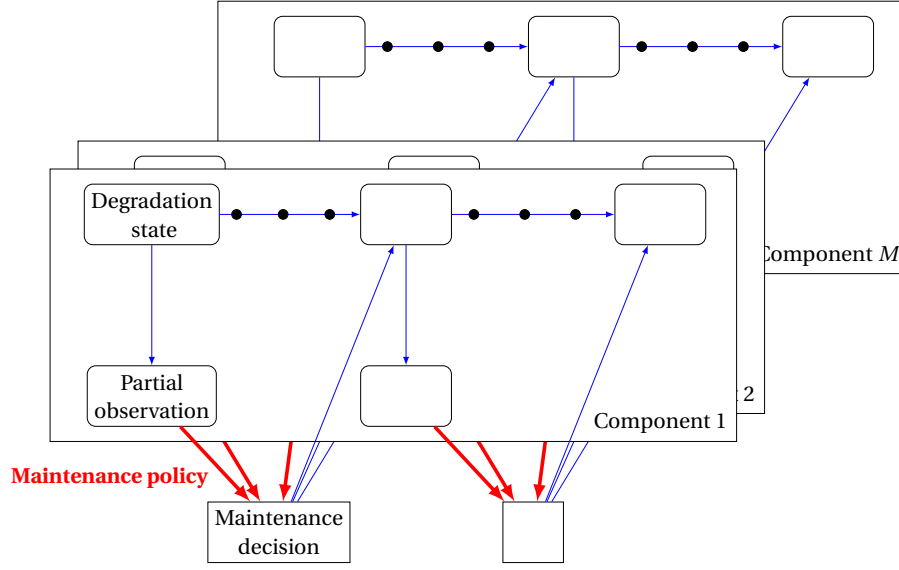 Degradation
state
Component M
Partial
observation
2
Component 1
Maintenance policy
Maintenance
decision